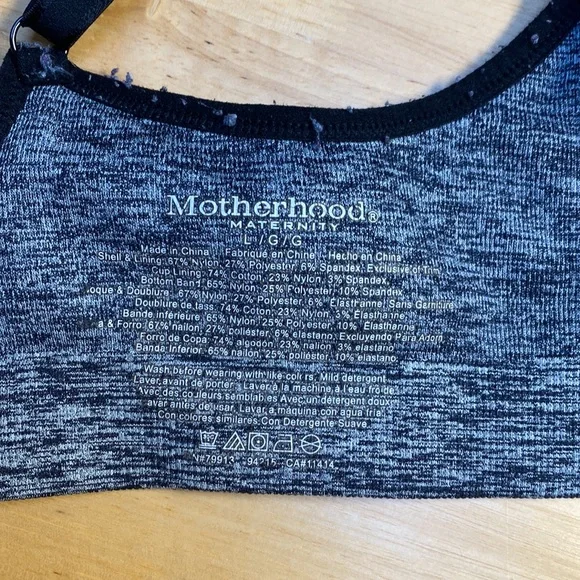 Motherhood®
MATERNITY
L / G / G
Made in China | Fabriqué en Chine | Hecho en China
Shell & Lining: 67% Nylon, 27% Polyester, 6% Spandex, Exclusive of Trim
Cup Lining: 74% Cotton, 23% Nylon, 3% Spandex,
Bottom Band: 65% Nylon, 25% Polyester, 10% Spandex
& Doublure: 67% Nylon, 27% Polyester, 6% Élasthanne, Sans Garniture
Doublure de tasse: 74% Coton, 23% Nylon, 3% Élasthanne
Bande inférieure: 65% Nylon, 25% Polyester, 10% Élasthanne
& Forro: 67% nailon, 27% poliéster, 6% elastano, Excluyendo Para Adorn
Forro de Copa: 74% algodón, 23% nailon, 3% elastano
Banda Inferior: 65% nailon, 25% poliéster, 10% elastano
Wash before wearing with like colors. Mild detergent
Laver avant de porter. Laver à la machine, à l'eau froide
Avec des couleurs semblables. Avec un détergent doux
Lavar antes de usar. Lavar a máquina con agua fría
Con colores similares. Con Detergente Suave
N#79913 CA#11414